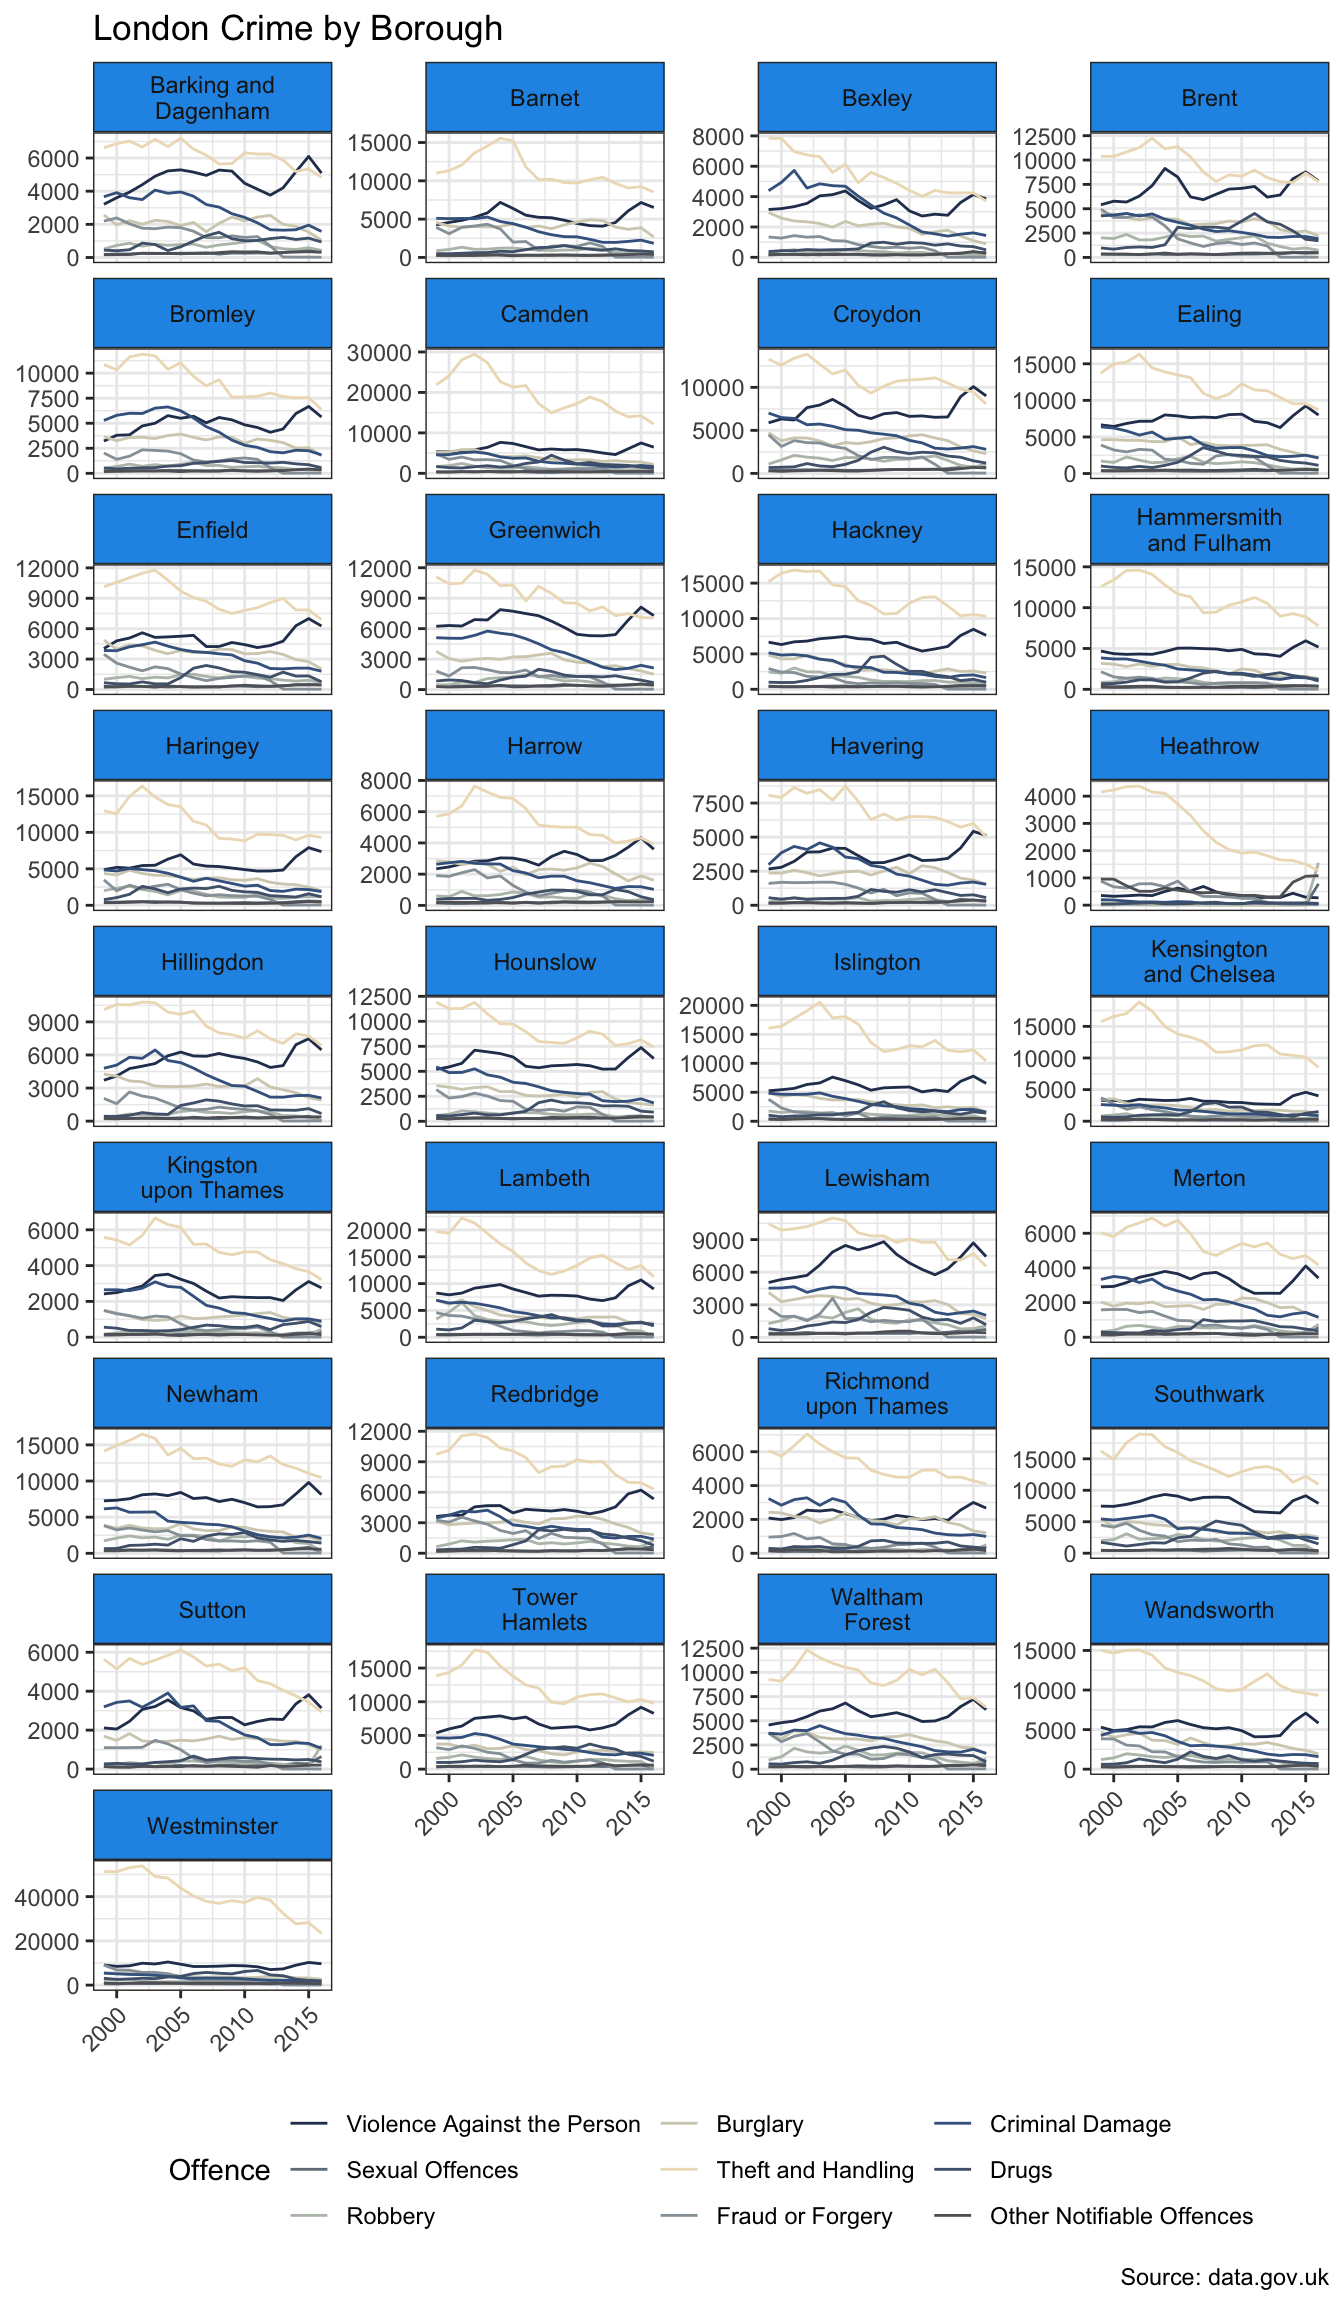 London Crime by Borough
Barking and
Dagenham
Barnet
Bexley
Brent
6000
4000
2000
0
15000
10000
5000
0
8000
6000
4000
2000
0
12500
10000
7500
5000
2500
0
Bromley
Camden
Croydon
Ealing
10000
7500
5000
2500
0
30000
20000
10000
0
10000
5000
0
15000
10000
5000
0
Enfield
Greenwich
Hackney
Hammersmith
and Fulham
12000
9000
6000
3000
0
12000
9000
6000
3000
0
15000
10000
5000
0
15000
10000
5000
0
Haringey
Harrow
Havering
Heathrow
15000
10000
5000
0
8000
6000
4000
2000
0
7500
5000
2500
0
4000
3000
2000
1000
0
Hillingdon
Hounslow
Islington
Kensington
and Chelsea
9000
6000
3000
0
12500
10000
7500
5000
2500
0
20000
15000
10000
5000
0
15000
10000
5000
0
Kingston
upon Thames
Lambeth
Lewisham
Merton
6000
4000
2000
0
20000
15000
10000
5000
0
9000
6000
3000
0
6000
4000
2000
0
Newham
Redbridge
Richmond
upon Thames
Southwark
15000
10000
5000
0
12000
9000
6000
3000
0
6000
4000
2000
0
15000
10000
5000
0
Sutton
Tower
Hamlets
Waltham
Forest
Wandsworth
6000
4000
2000
0
15000
10000
5000
0
12500
10000
7500
5000
2500
0
15000
10000
5000
0
2000 2005 2010 2015
2000 2005 2010 2015
2000 2005 2010 2015
Westminster
40000
20000
0
2000 2005 2010 2015
Offence
Violence Against the Person
Burglary
Criminal Damage
Sexual Offences
Theft and Handling
Drugs
Robbery
Fraud or Forgery
Other Notifiable Offences
Source: data.gov.uk